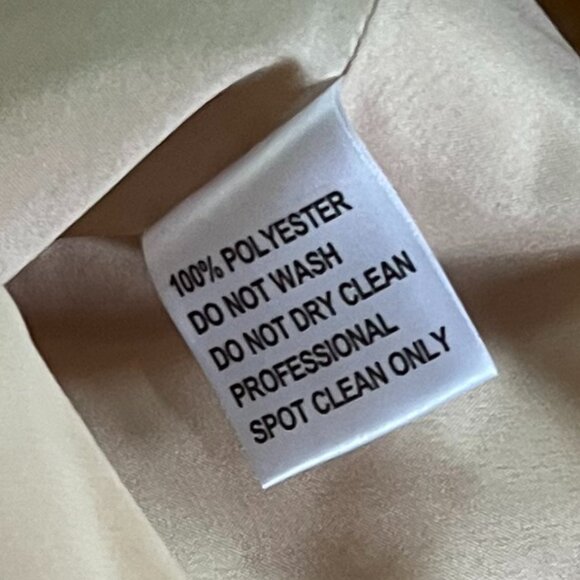 100% POLYESTER
DO NOT WASH
DO NOT DRY CLEAN
PROFESSIONAL
SPOT CLEAN ONLY